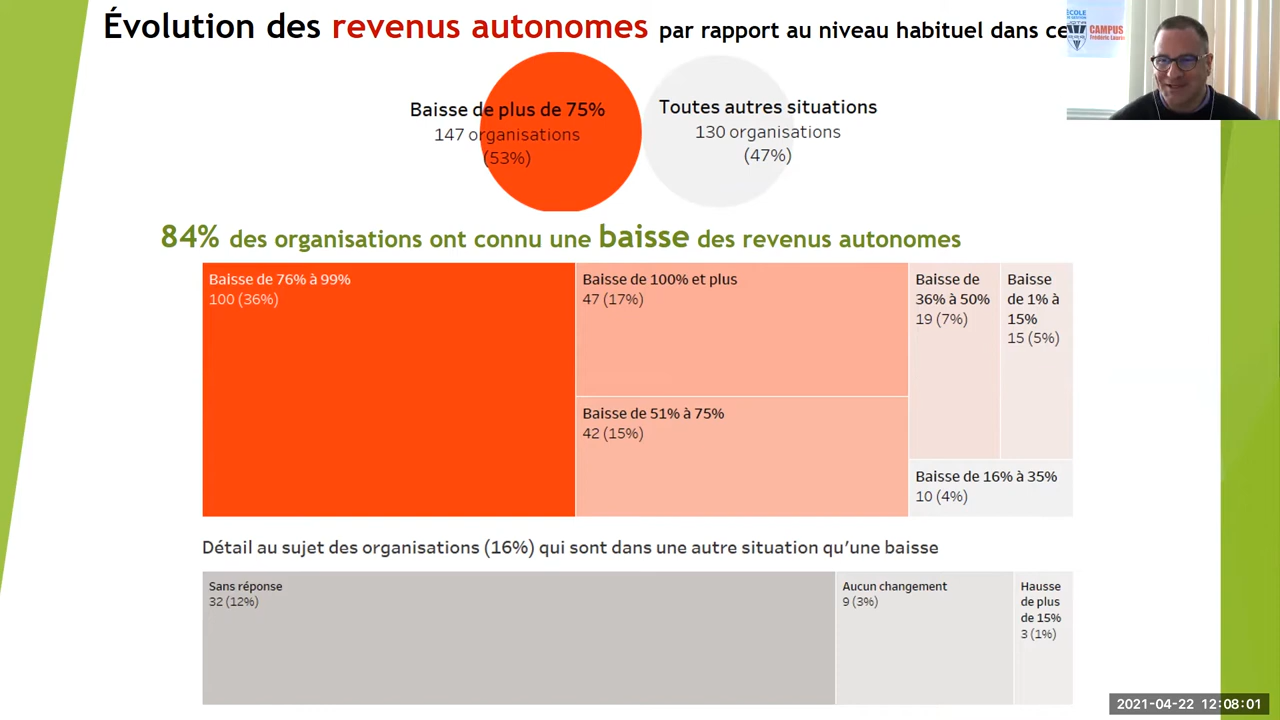 Évolution des revenus autonomes par rapport au niveau habituel dans ce
ÉCOLE
CAMPUS
Baisse de plus de 75%
147 organisations
(53%)
Toutes autres situations
130 organisations
(47%)
84% des organisations ont connu une baisse des revenus autonomes
Baisse de 76% à 99%
100 (36%)
Baisse de 100% et plus
47 (17%)
Baisse de 51% à 75%
42 (15%)
Baisse de
36% à 50%
19 (7%)
Baisse
de 1% à
15%
15 (5%)
Baisse de 16% à 35%
10 (4%)
Détail au sujet des organisations (16%) qui sont dans une autre situation qu’une baisse
Sans réponse
32 (12%)
Aucun changement
9 (3%)
Hausse
de plus
de 15%
3 (1%)
2021-04-22 12:08:01